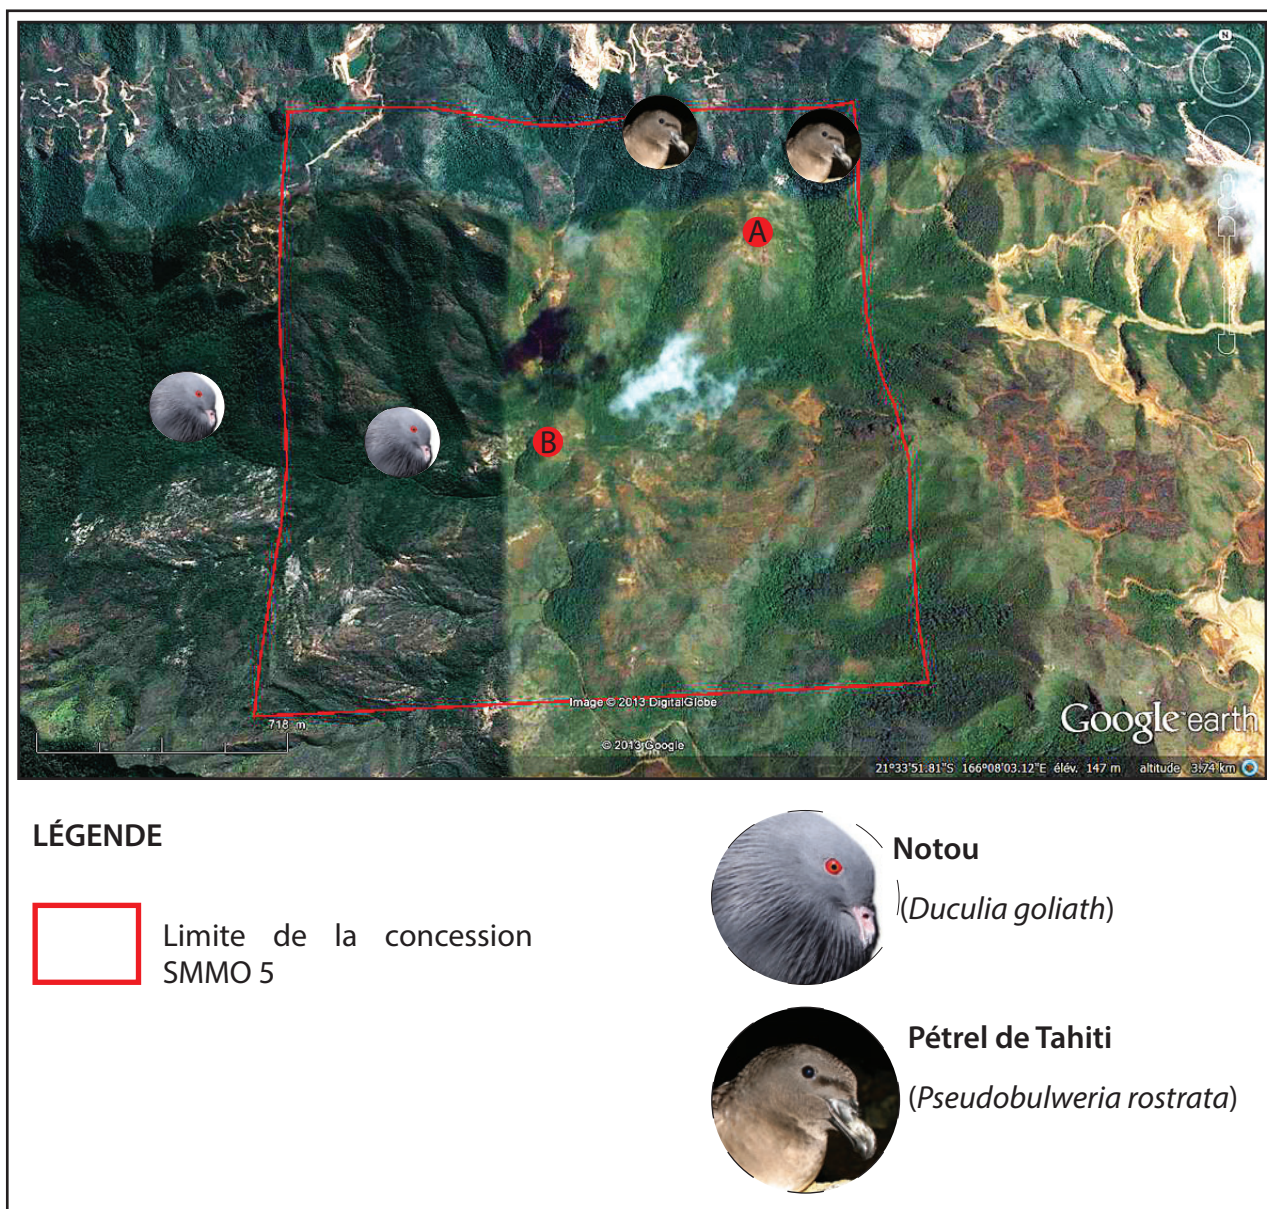 N
A
B
Image © 2013 DigitalGlobe
718 m
© 2013 Google
Google earth
21°33'51.81"S 166°08'03.12"E élév. 147 m altitude 3.74 km
LÉGENDE
Limite de la concession
SMMO 5
Notou
(Duculia goliath)
Pétrel de Tahiti
(Pseudobulweria rostrata)